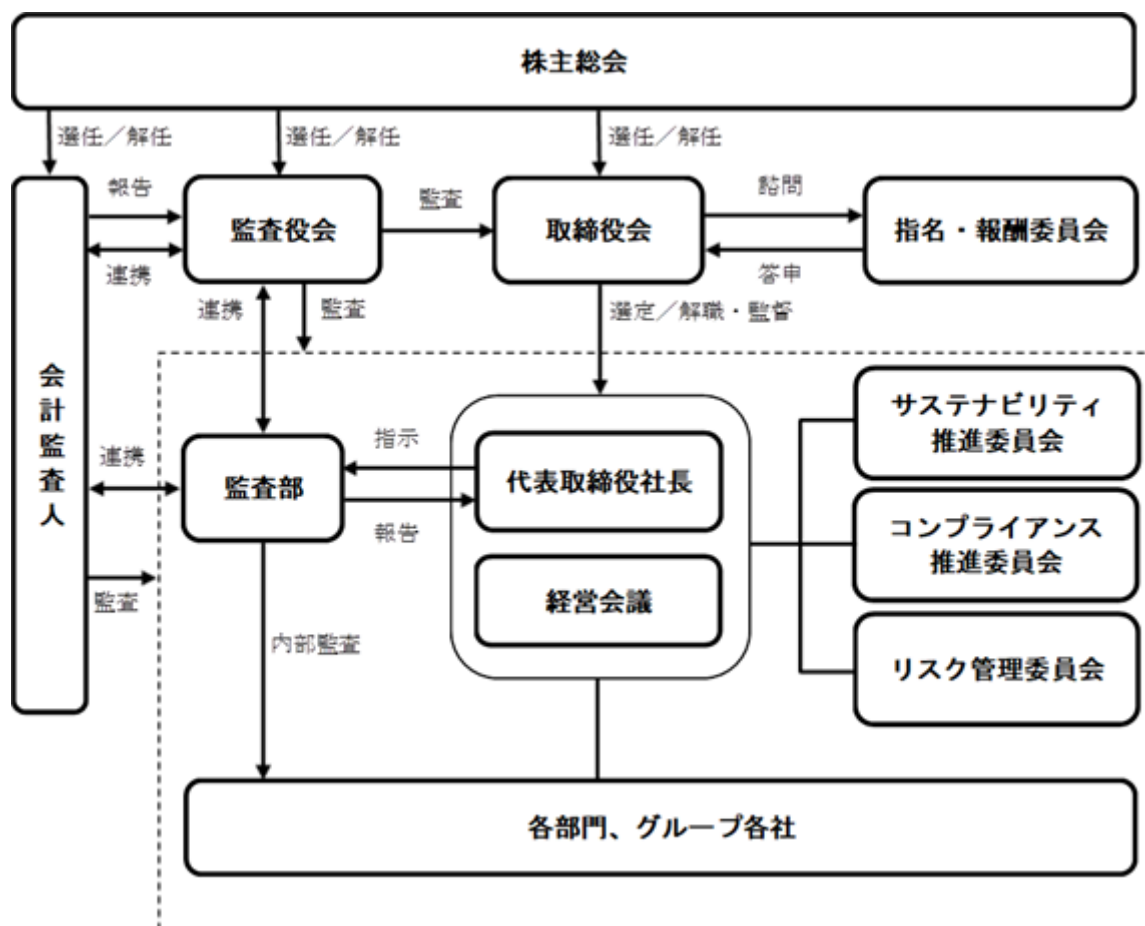 株主総会
選任／解任
選任／解任
選任／解任
報告
監査役会
監査
取締役会
諮問
指名・報酬委員会
連携
答申
連携
監査
選定／解職・監督
会計監査人
サステナビリティ
推進委員会
連携
監査部
指示
代表取締役社長
報告
コンプライアンス
推進委員会
監査
経営会議
内部監査
リスク管理委員会
各部門、グループ各社